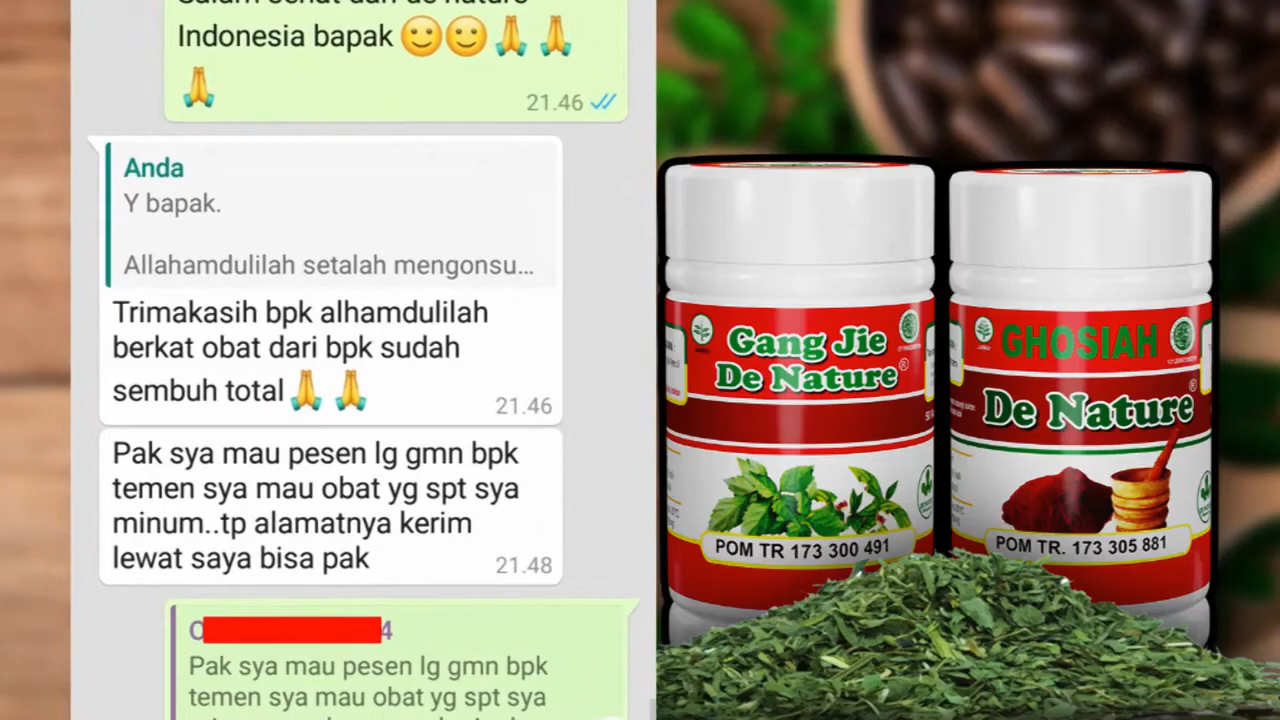 Indonesia bapak 🙂🙂🙏🙏
🙏
21.46
Anda
Y bapak.
Allahamdulilah setalah mengonsu...
Trimakasih bpk alhamdulilah
berkat obat dari bpk sudah
sembuh total🙏🙏
21.46
Pak sya mau pesen lg gmn bpk
temen sya mau obat yg spt sya
minum..tp alamatnya kerim
lewat saya bisa pak
21.48
4
Pak sya mau pesen lg gmn bpk
temen sya mau obat yg spt sya
Gang Jie
De Nature®
POM TR 173 300 491
GHOSIAH
De Nature®
POM TR. 173 305 881